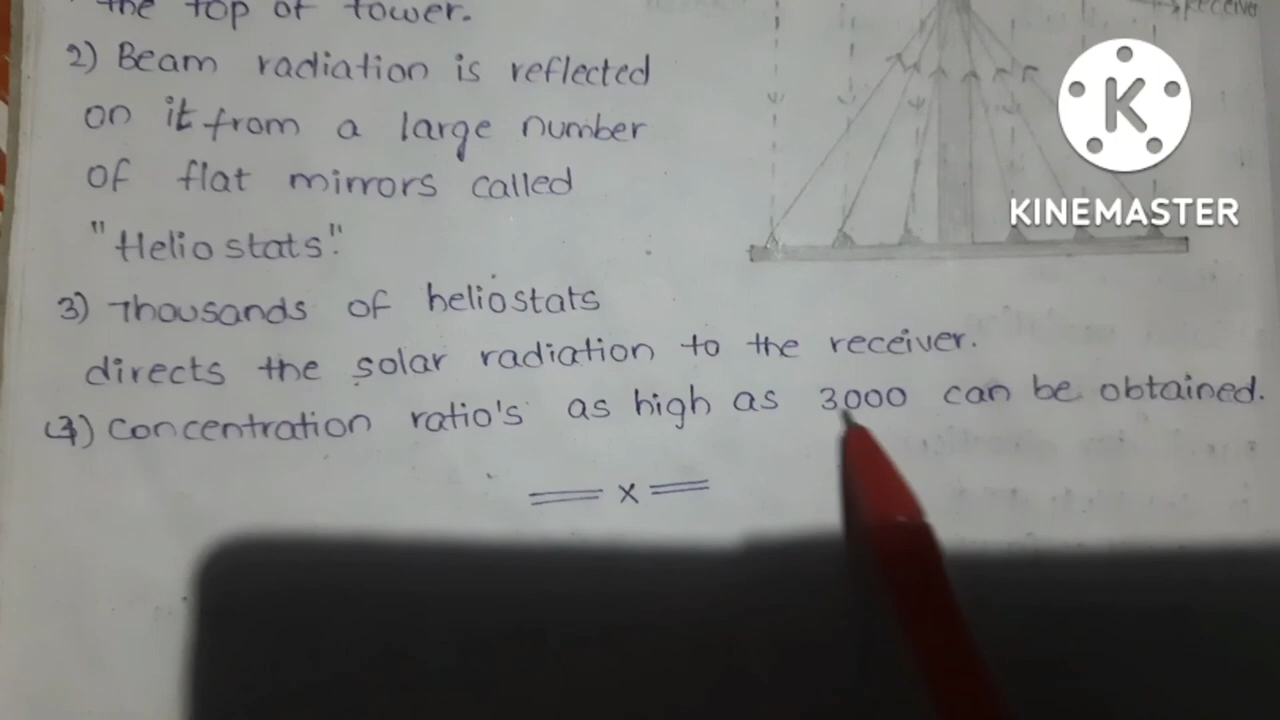 the top of tower.
2) Beam radiation is reflected
on it from a large number
of flat mirrors called
"Heliostats".
3) Thousands of heliostats
directs the solar radiation to the receiver.
4) Concentration ratio's as high as 3000 can be obtained.
x
Receiver
K
KINEMASTER